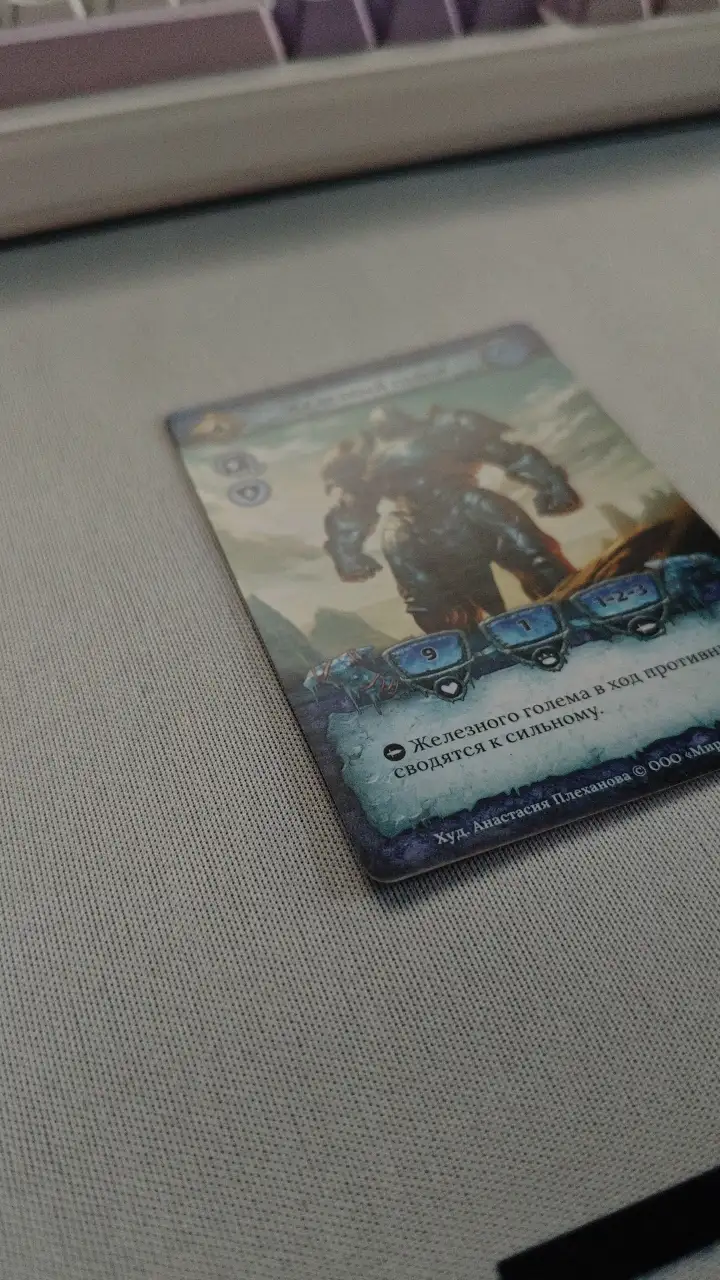 9
1
1-2-3
Железного голема в ход противни
сводятся к сильному.
Худ. Анастасия Плеханова © ООО «Мир